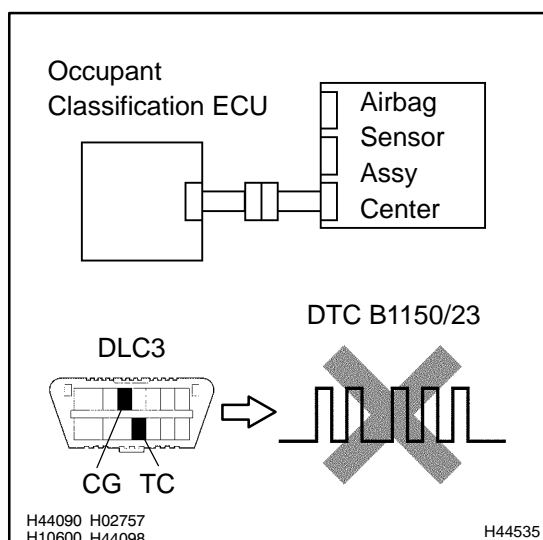 Occupant
Classification ECU
Airbag
Sensor
Assy
Center
DTC B1150/23
DLC3
CG TC
H44090 H02757
H10600 H44098
H44535